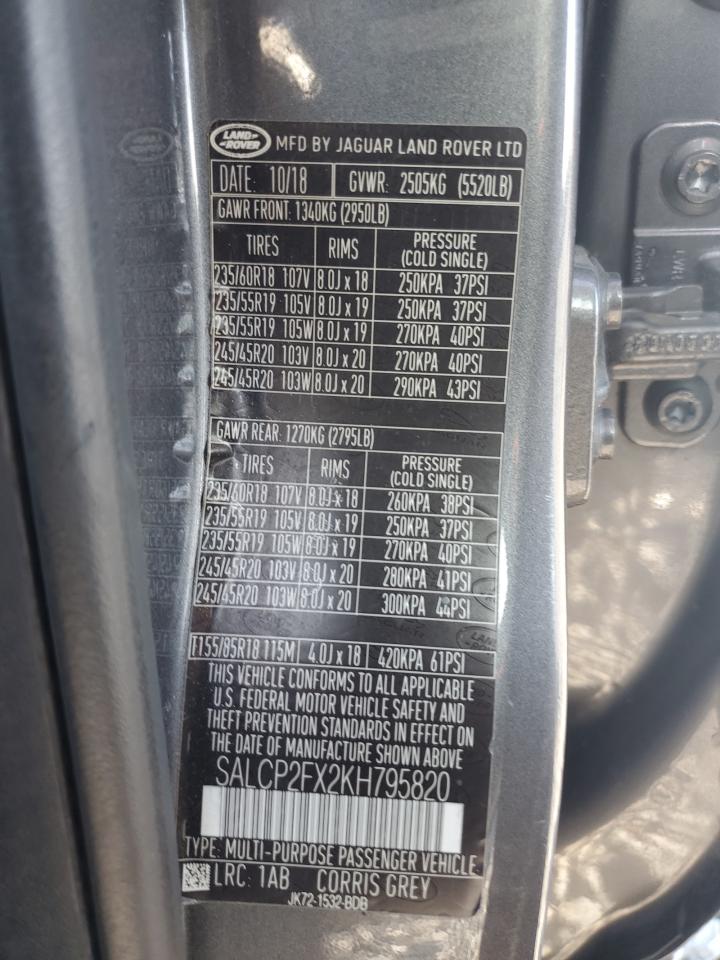 LAND ROVER MFD BY JAGUAR LAND ROVER LTD
DATE: 10/18 GVWR: 2505KG (5520LB)
GAWR FRONT: 1340KG (2950LB)
TIRES RIMS PRESSURE (COLD SINGLE)
235/60R18 107V 8.0J x 18 250KPA 37PSI
235/55R19 105V 8.0J x 19 250KPA 37PSI
235/55R19 105W 8.0J x 19 270KPA 40PSI
245/45R20 103V 8.0J x 20 270KPA 40PSI
245/45R20 103W 8.0J x 20 290KPA 43PSI
GAWR REAR: 1270KG (2795LB)
TIRES RIMS PRESSURE (COLD SINGLE)
235/60R18 107V 8.0J x 18 260KPA 38PSI
235/55R19 105V 8.0J x 19 250KPA 37PSI
235/55R19 105W 8.0J x 19 270KPA 40PSI
245/45R20 103V 8.0J x 20 280KPA 41PSI
245/45R20 103W 8.0J x 20 300KPA 44PSI
T155/85R18 115M 4.0J x 18 420KPA 61PSI
THIS VEHICLE CONFORMS TO ALL APPLICABLE
U.S. FEDERAL MOTOR VEHICLE SAFETY AND
THEFT PREVENTION STANDARDS IN EFFECT ON
DATE OF MANUFACTURE SHOWN ABOVE
SALCP2FX2KH795820
TYPE: MULTI-PURPOSE PASSENGER VEHICLE
LRC: 1AB CORRIS GREY
JK72-1532-BDB